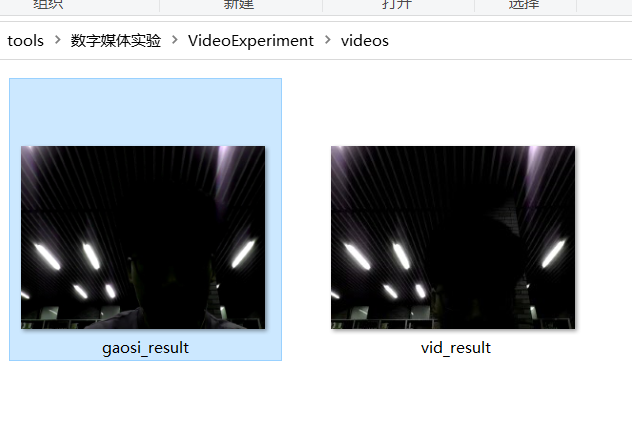 组织 新建 打开 选择
tools > 数字媒体实验 > VideoExperiment > videos
gaosi_result vid_result